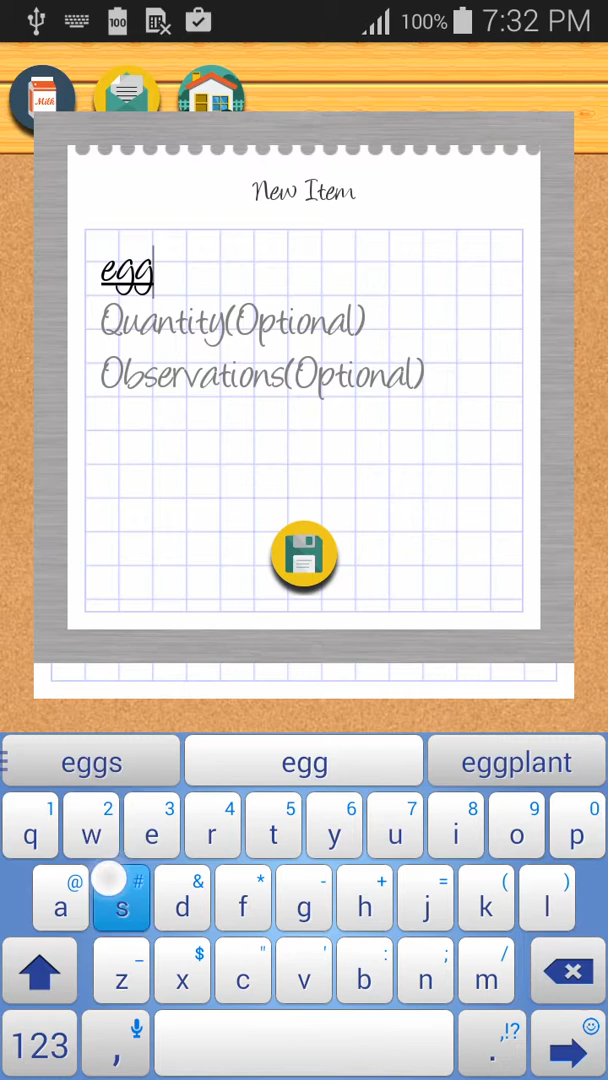 100
100% 7:32 PM
Milk
New Item
egg
Quantity(Optional)
Observations(Optional)
eggs egg eggplant
1 2 3 4 5 6 7 8 9 0
q w e r t y u i o p
@ # & * - + = ( )
a s d f g h j k l
_ $ " ' : ; /
z x c v b n m
,!?
123 , .